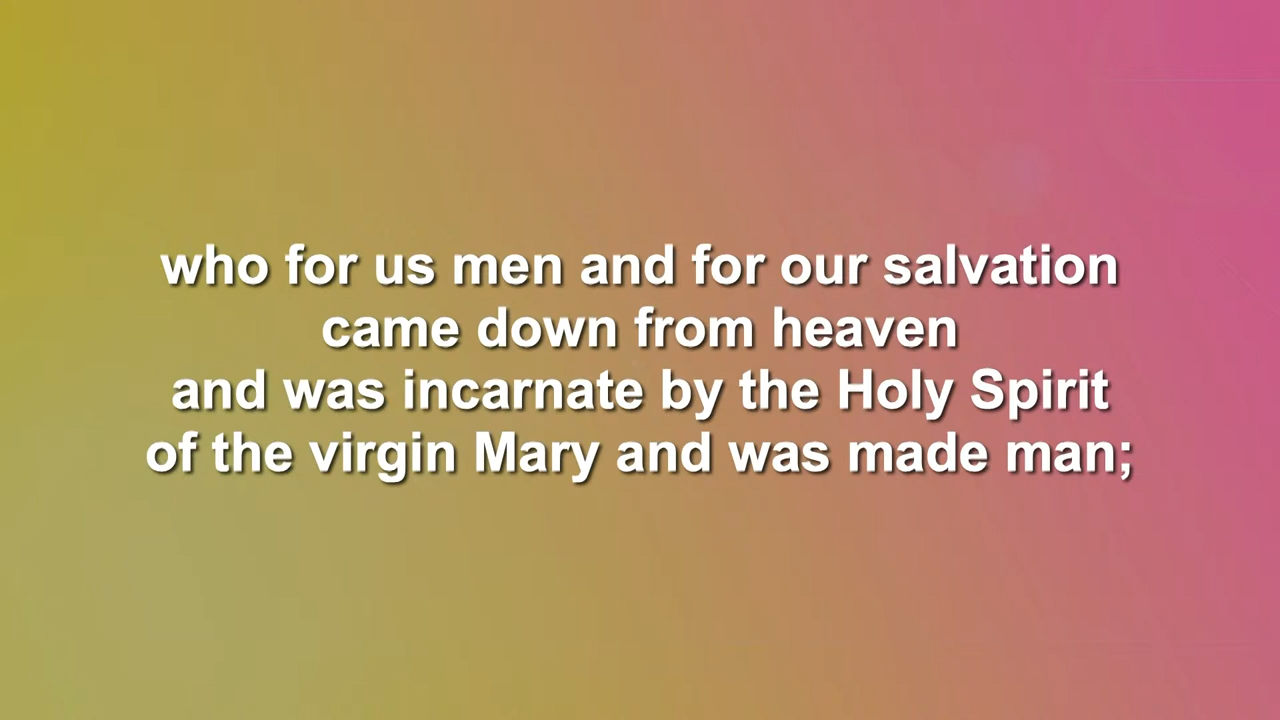 who for us men and for our salvation
came down from heaven
and was incarnate by the Holy Spirit
of the virgin Mary and was made man;